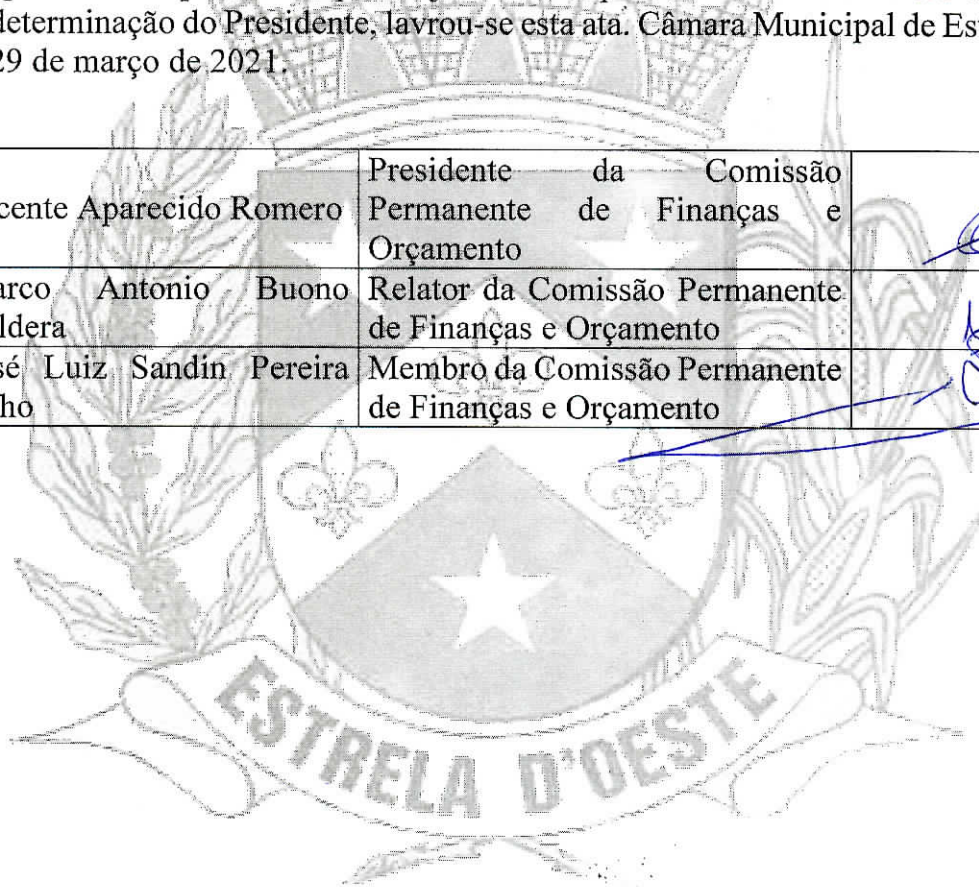 determinação do Presidente, lavrou-se esta ata. Câmara Municipal de Es
29 de março de 2021.
cente Aparecido Romero
Presidente da Comissão
Permanente de Finanças e
Orçamento
arco Antônio Buono
ldera
Relator da Comissão Permanente
de Finanças e Orçamento
sé Luiz Sandin Pereira
ho
Membro da Comissão Permanente
de Finanças e Orçamento
ESTRELA D'OESTE